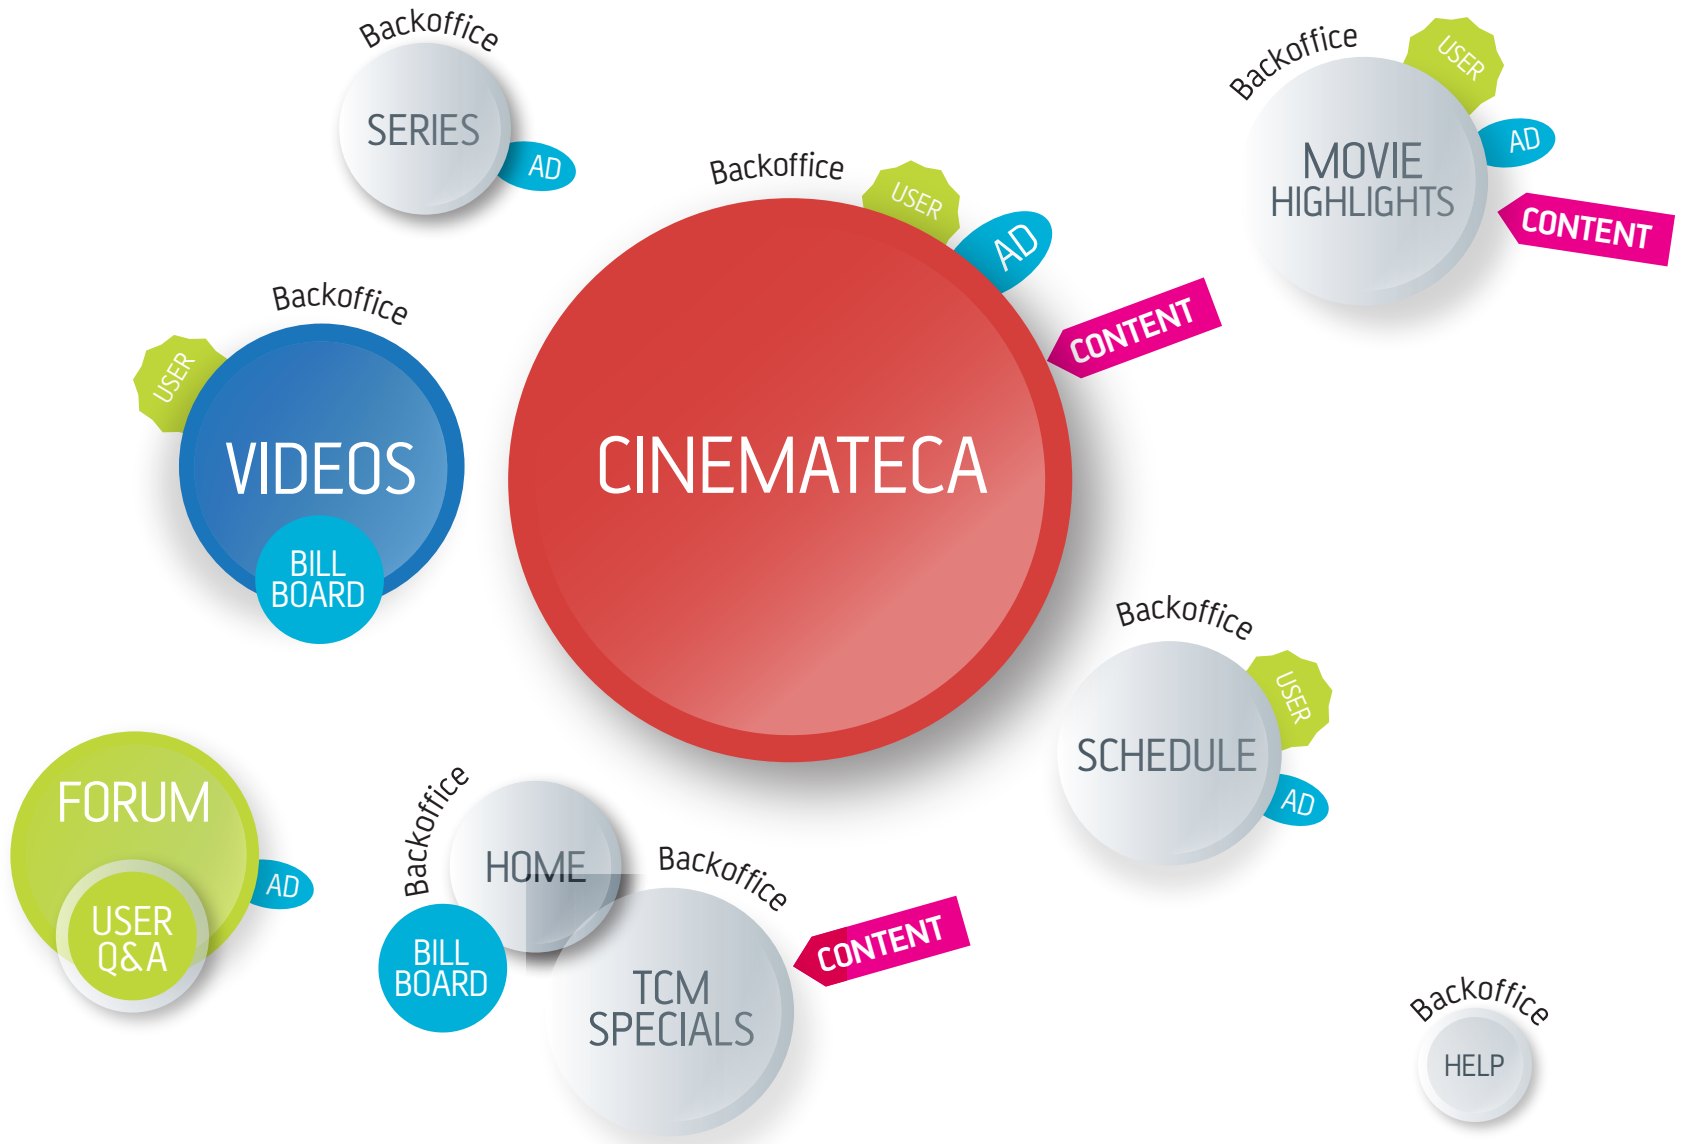 Backoffice
SERIES
AD
Backoffice
USER
AD
MOVIE
HIGHLIGHTS
CONTENT
Backoffice
USER
AD
CONTENT
CINEMATECA
Backoffice
USER
VIDEOS
BILL
BOARD
Backoffice
USER
SCHEDULE
AD
FORUM
AD
USER
Q&A
Backoffice
HOME
BILL
BOARD
Backoffice
CONTENT
TCM
SPECIALS
Backoffice
HELP